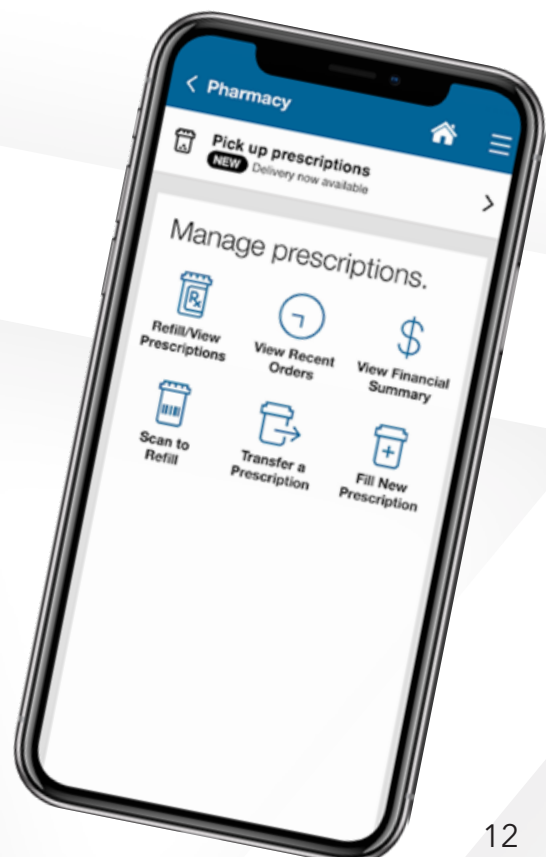 Pharmacy
Pick up prescriptions
NEW Delivery now available
Manage prescriptions.
Rx
Refill/View
Prescriptions
View Recent
Orders
$
View Financial
Summary
Scan to
Refill
Transfer a
Prescription
Fill New
Prescription
12